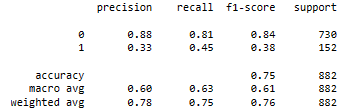 precision recall f1-score support
0 0.88 0.81 0.84 730
1 0.33 0.45 0.38 152
accuracy 0.75 882
macro avg 0.60 0.63 0.61 882
weighted avg 0.78 0.75 0.76 882